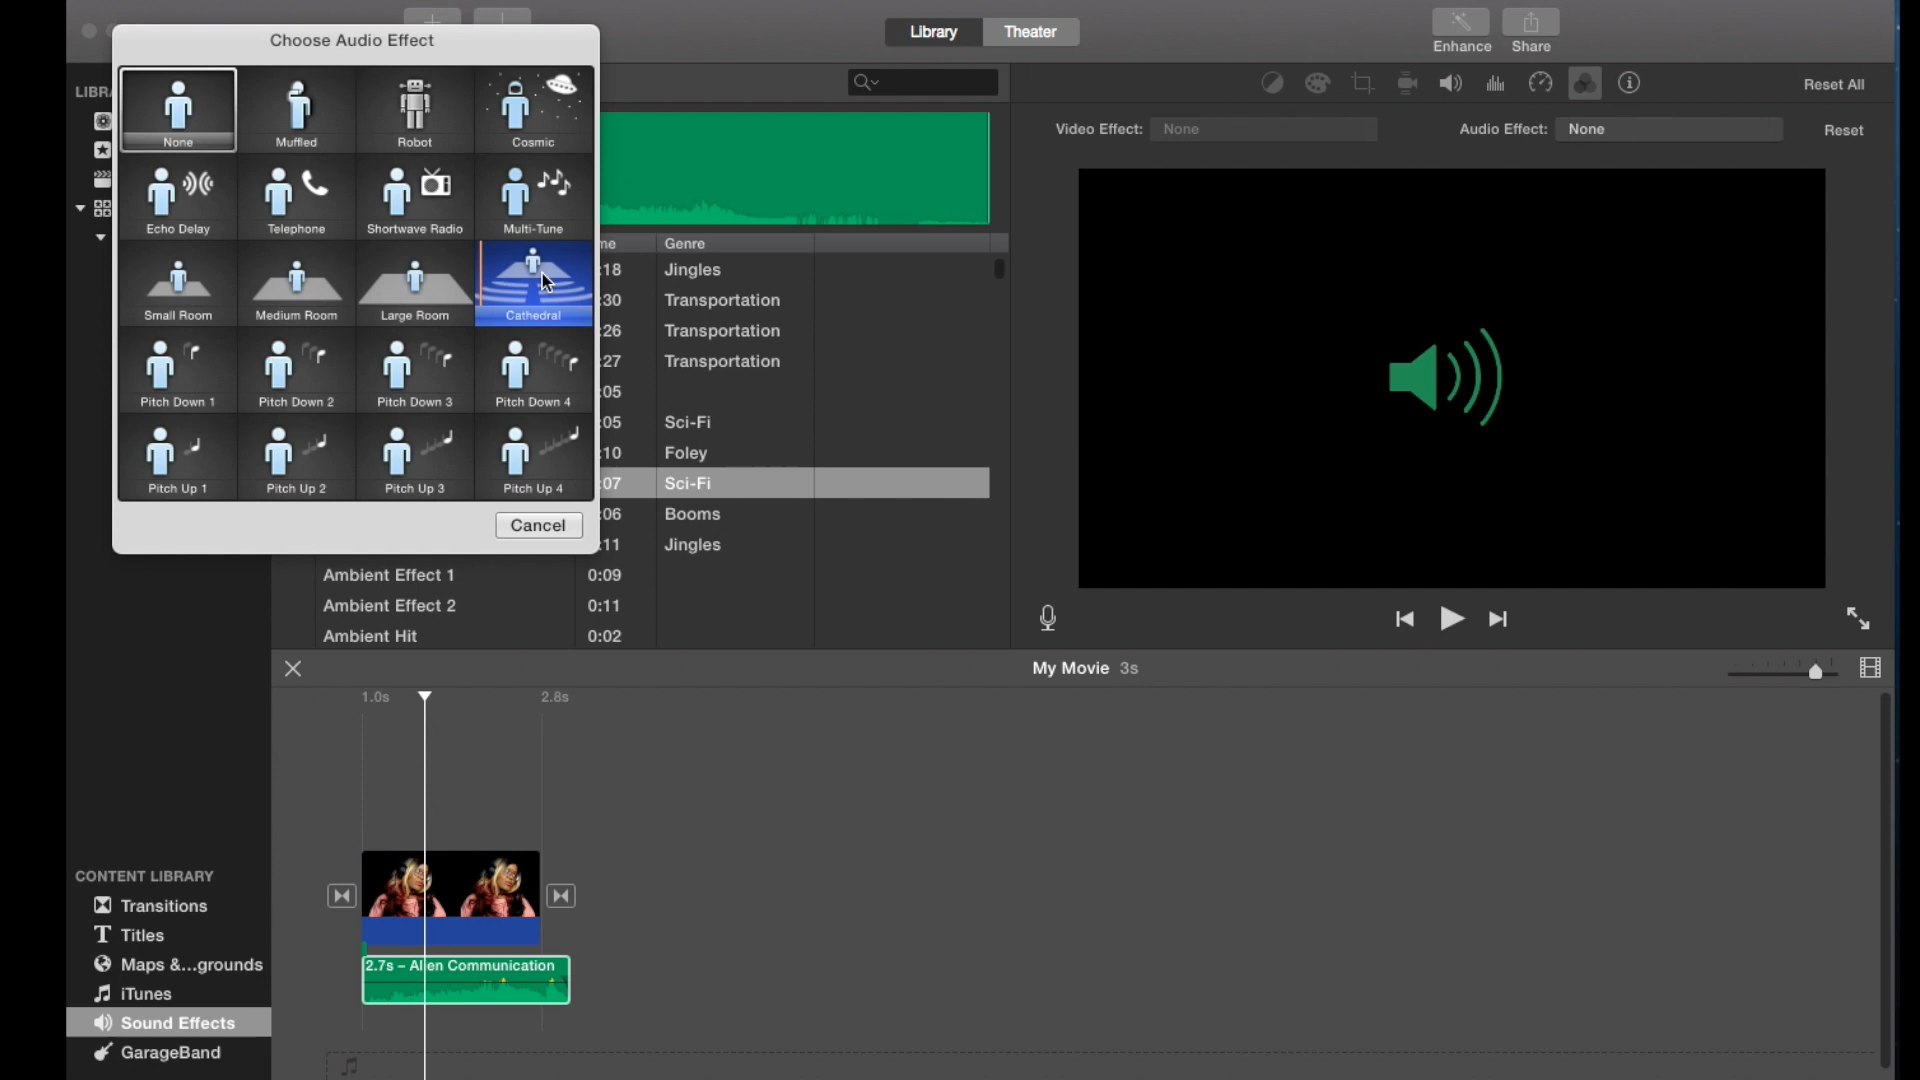 Choose Audio Effect
Library
Theater
Enhance
Share
LIBR
None
Muffled
Robot
Cosmic
Echo Delay
Telephone
Shortwave Radio
Multi-Tune
Small Room
Medium Room
Large Room
Cathedral
Pitch Down 1
Pitch Down 2
Pitch Down 3
Pitch Down 4
Pitch Up 1
Pitch Up 2
Pitch Up 3
Pitch Up 4
Cancel
Reset All
Video Effect: None
Audio Effect: None
Reset
me Genre
:18 Jingles
:30 Transportation
:26 Transportation
:27 Transportation
:05
:05 Sci-Fi
:10 Foley
:07 Sci-Fi
:06 Booms
:11 Jingles
Ambient Effect 1 0:09
Ambient Effect 2 0:11
Ambient Hit 0:02
My Movie 3s
1.0s
2.8s
2.7s – Alien Communication
CONTENT LIBRARY
Transitions
Titles
Maps &...grounds
iTunes
Sound Effects
GarageBand